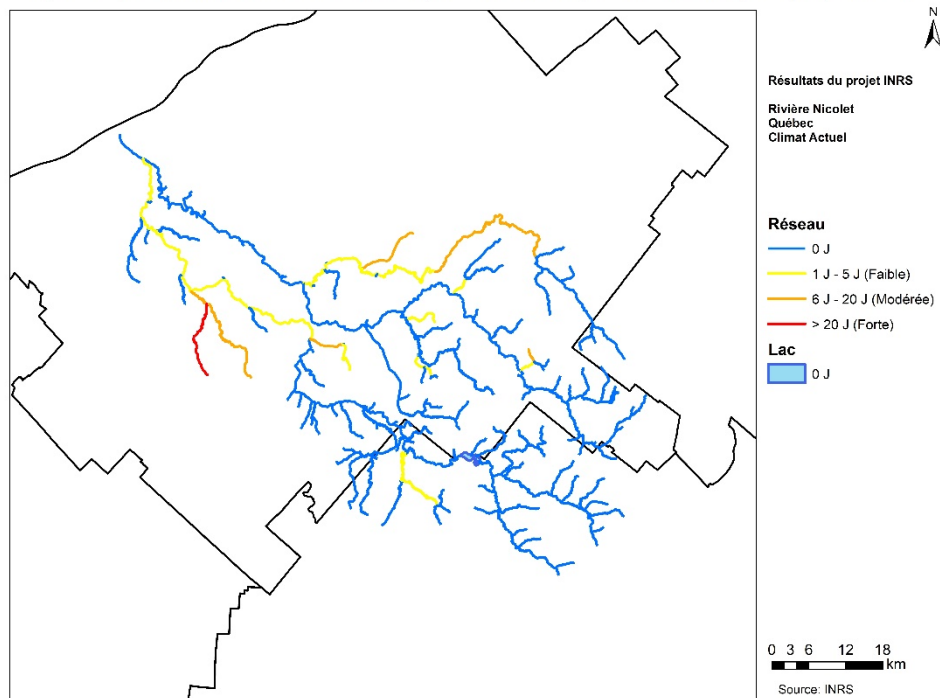 N
Résultats du projet INRS
Rivière Nicolet
Québec
Climat Actuel
Réseau
0 J
1 J - 5 J (Faible)
6 J - 20 J (Modérée)
> 20 J (Forte)
Lac
0 J
0 3 6 12 18
km
Source: INRS